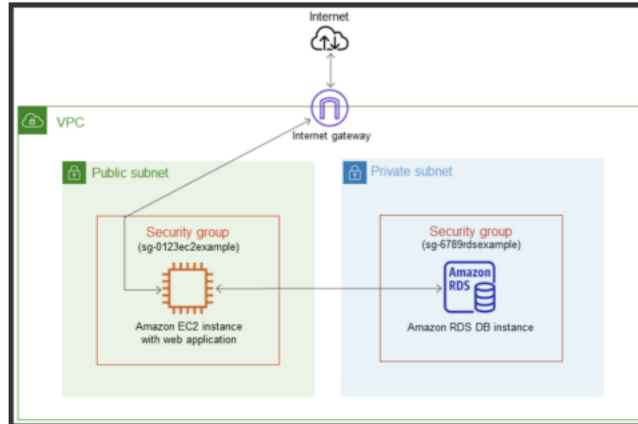 Internet
Internet gateway
VPC
Public subnet
Private subnet
Security group
(sg-0123ec2example)
Security group
(sg-6789rdsexample)
Amazon
RDS
Amazon EC2 instance
with web application
Amazon RDS DB instance